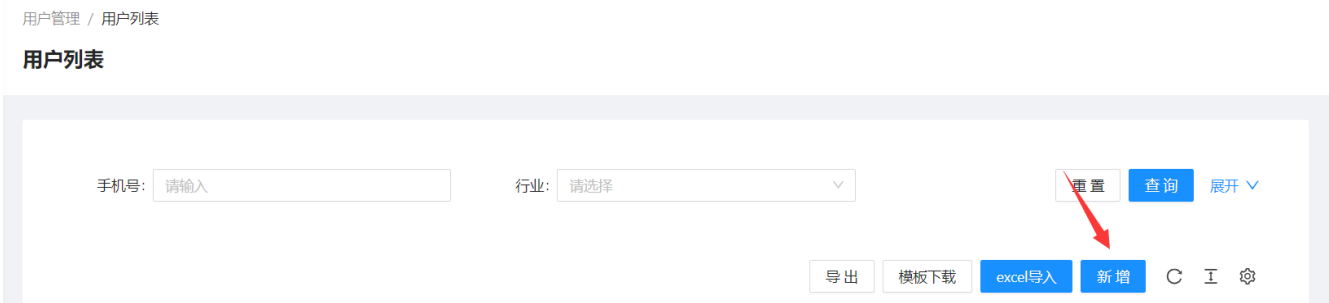 用户管理 / 用户列表
用户列表
手机号: 请输入 行业: 请选择 重置 查询 展开
导出 模板下载 excel导入 新增